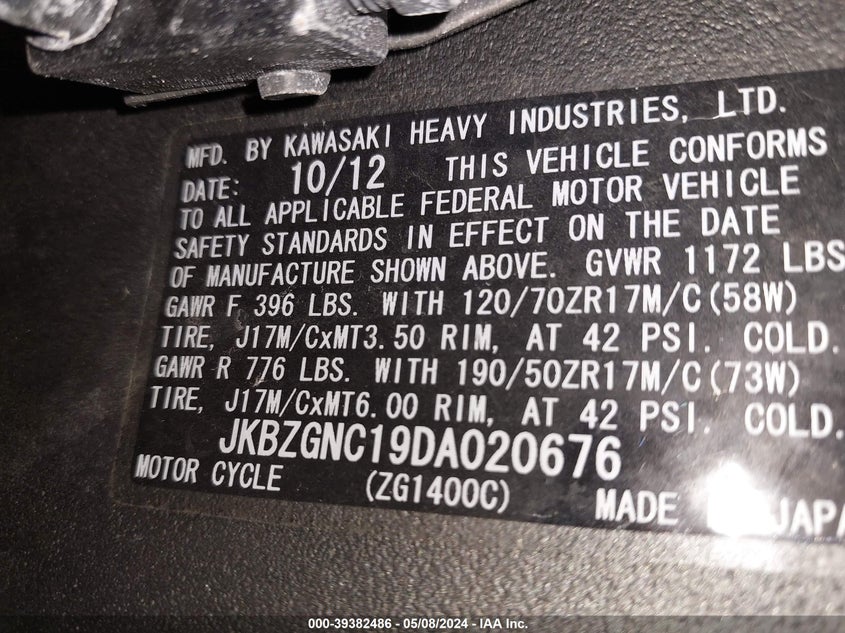 MFD. BY KAWASAKI HEAVY INDUSTRIES, LTD.
DATE: 10/12 THIS VEHICLE CONFORMS
TO ALL APPLICABLE FEDERAL MOTOR VEHICLE
SAFETY STANDARDS IN EFFECT ON THE DATE
OF MANUFACTURE SHOWN ABOVE. GVWR 1172 LBS
GAWR F 396 LBS. WITH 120/70ZR17M/C(58W)
TIRE, J17M/CxMT3.50 RIM, AT 42 PSI. COLD.
GAWR R 776 LBS. WITH 190/50ZR17M/C(73W)
TIRE, J17M/CxMT6.00 RIM, AT 42 PSI. COLD.
JKBZGNC19DA020676
MOTOR CYCLE (ZG1400C) MADE JAPA
000-39382486 - 05/08/2024 - IAA Inc.